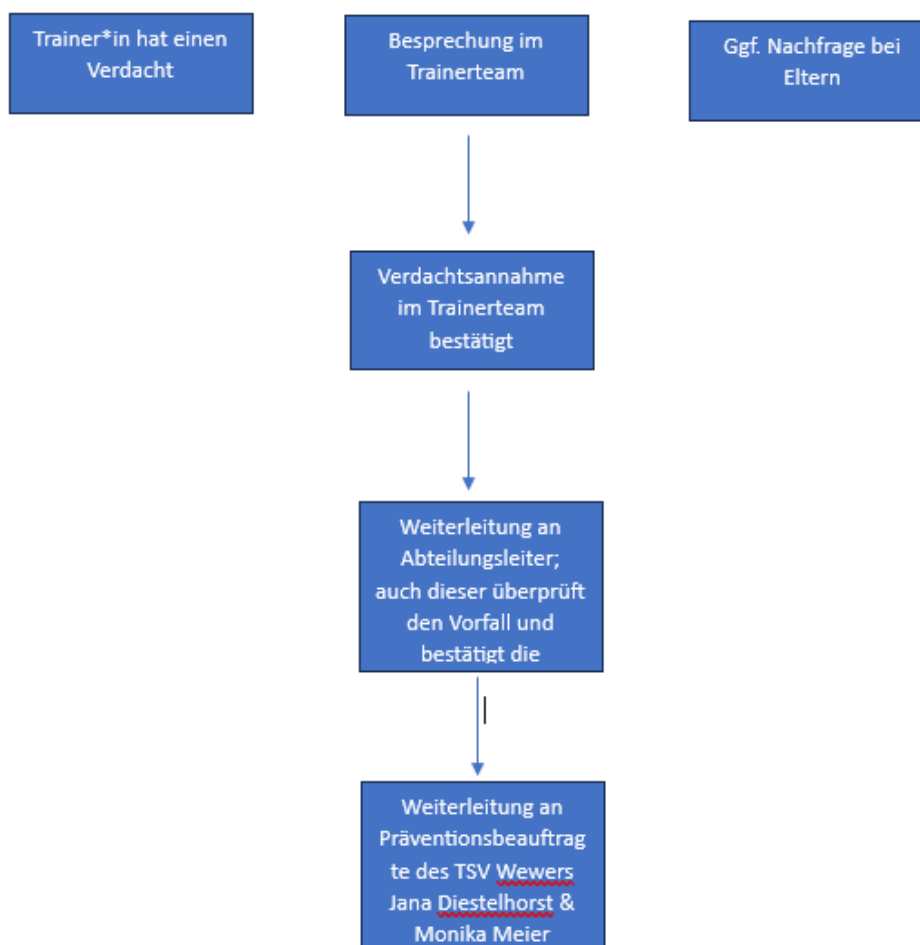 Trainer*in hat einen
Verdacht
Besprechung im
Trainerteam
Ggf. Nachfrage bei
Eltern
Verdachtsannahme
im Trainerteam
bestätigt
Weiterleitung an
Abteilungsleiter;
auch dieser überprüft
den Vorfall und
bestätigt die
Weiterleitung an
Präventionsbeauftrag
te des TSV Wewers
Jana Diestelhorst &
Monika Meier